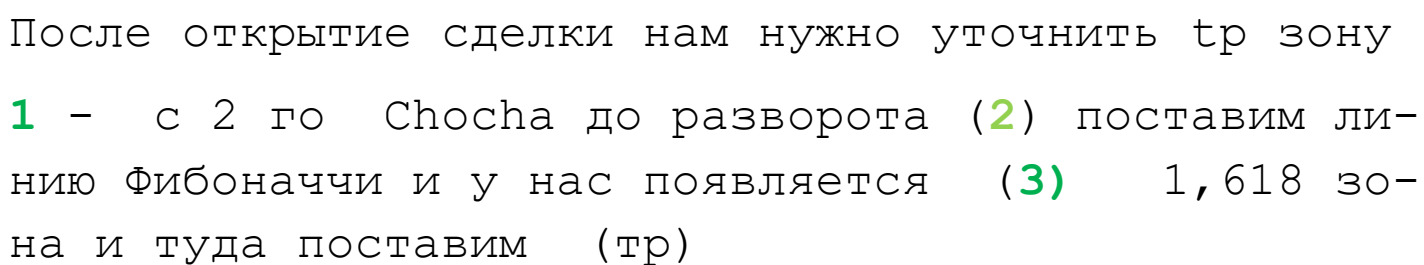 После открытие сделки нам нужно уточнить tp зону
1 - с 2 го Chocha до разворота (2) поставим ли-
нию Фибоначчи и у нас появляется (3) 1,618 зо-
на и туда поставим (тр)